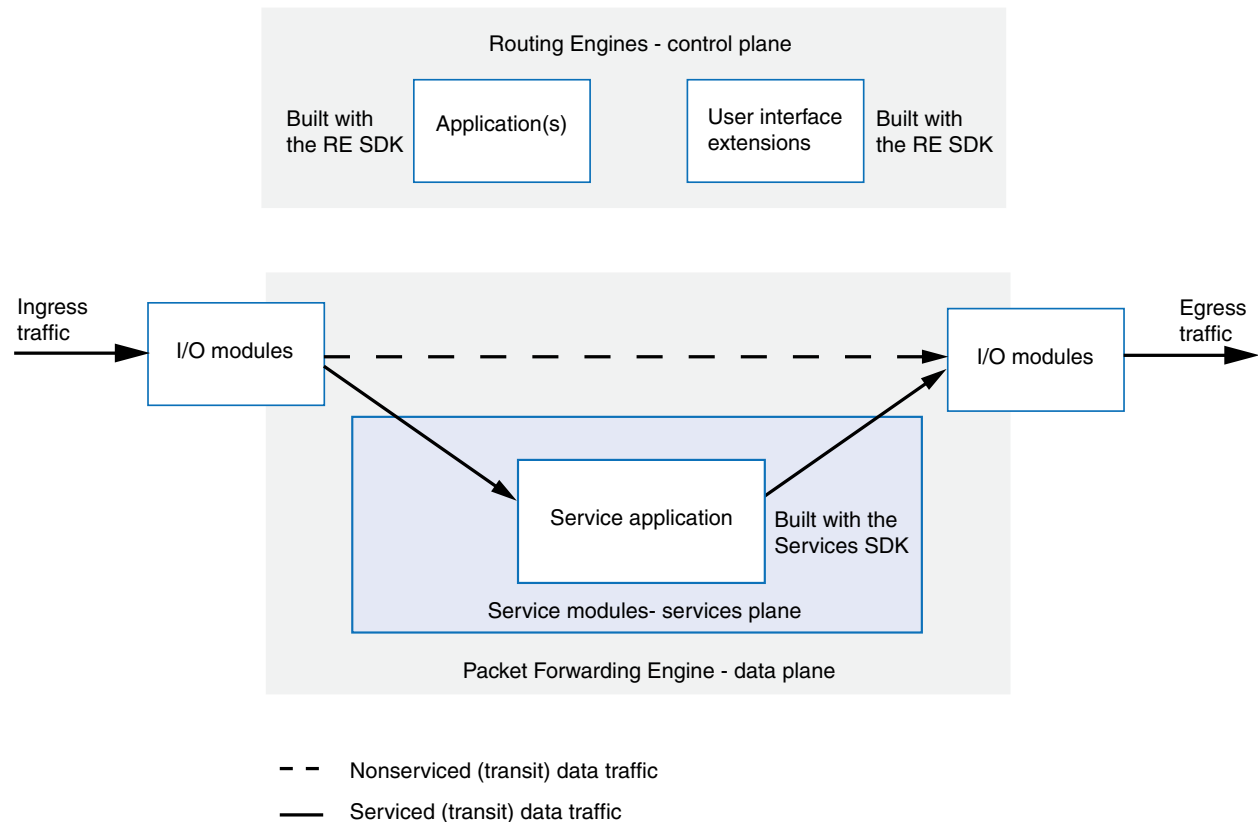 Routing Engines - control plane
Built with
the RE SDK
Application(s)
User interface
extensions
Built with
the RE SDK
Ingress
traffic
I/O modules
I/O modules
Egress
traffic
Service application
Built with the
Services SDK
Service modules- services plane
Packet Forwarding Engine - data plane
Nonserviced (transit) data traffic
Serviced (transit) data traffic